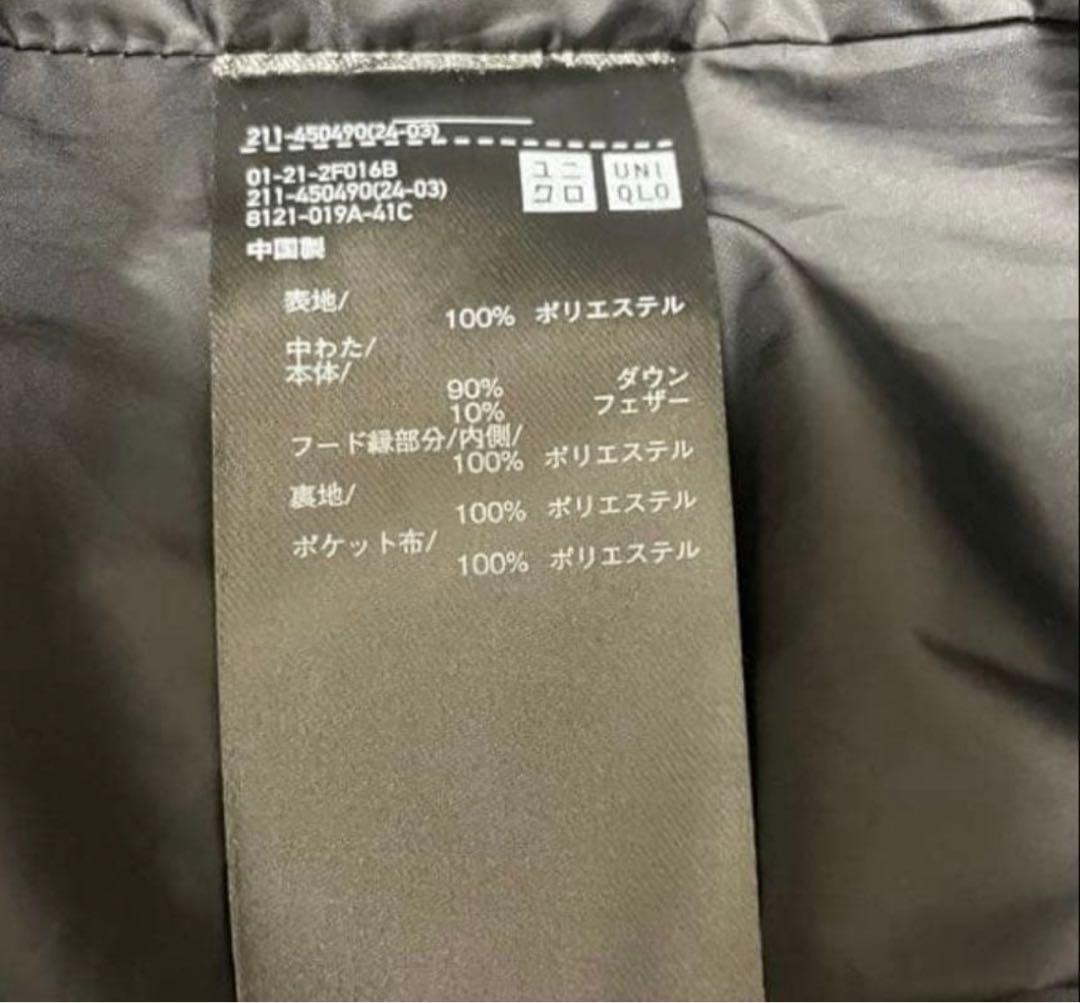 211-450490(24-03)
ユニ
クロ
UNI
QLO
01-21-2F016B
211-450490(24-03)
8121-019A-41C
中国製
表地/
100% ポリエステル
中わた/
本体/
90% ダウン
10% フェザー
フード縁部分/内側/
100% ポリエステル
裏地/
100% ポリエステル
ポケット布/
100% ポリエステル